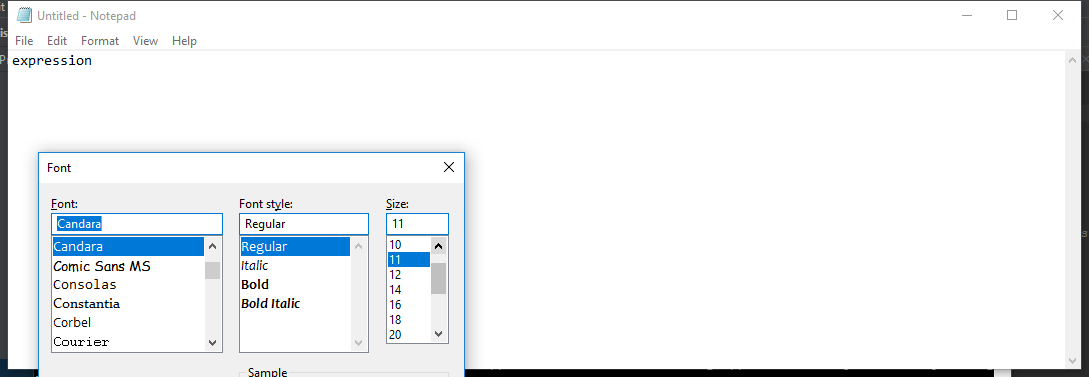 Untitled - Notepad
File Edit Format View Help
expression
Font
Font: Font style: Size:
Candara Regular 11
Candara Regular 10
Comic Sans MS Italic 11
Consolas Bold 12
Constantia Bold Italic 14
Corbel 16
Courier 18
20
Sample